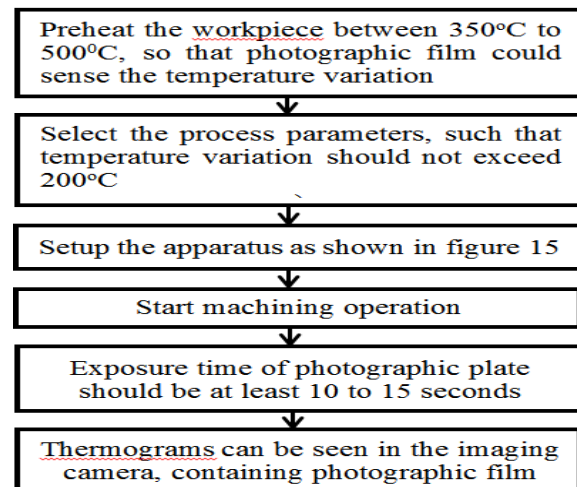 Preheat the workpiece between 350°C to
500⁰C, so that photographic film could
sense the temperature variation
Select the process parameters, such that
temperature variation should not exceed
200°C
Setup the apparatus as shown in figure 15
Start machining operation
Exposure time of photographic plate
should be at least 10 to 15 seconds
Thermograms can be seen in the imaging
camera, containing photographic film